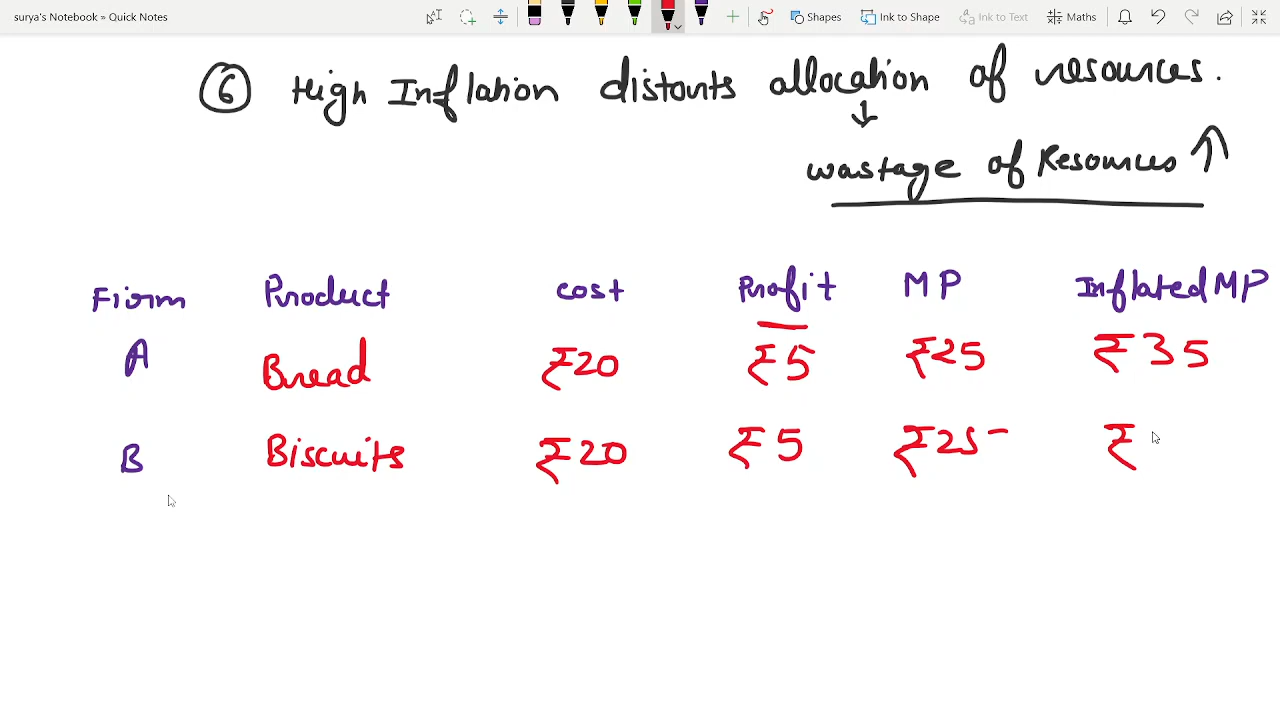 surya's Notebook » Quick Notes
Shapes Ink to Shape Ink to Text Maths
6 High Inflation distorts allocation of resources.
↓
wastage of Resources ↑
Firm Product cost Profit MP Inflated MP
A Bread ₹20 ₹5 ₹25 ₹35
B Biscuits ₹20 ₹5 ₹25 ₹